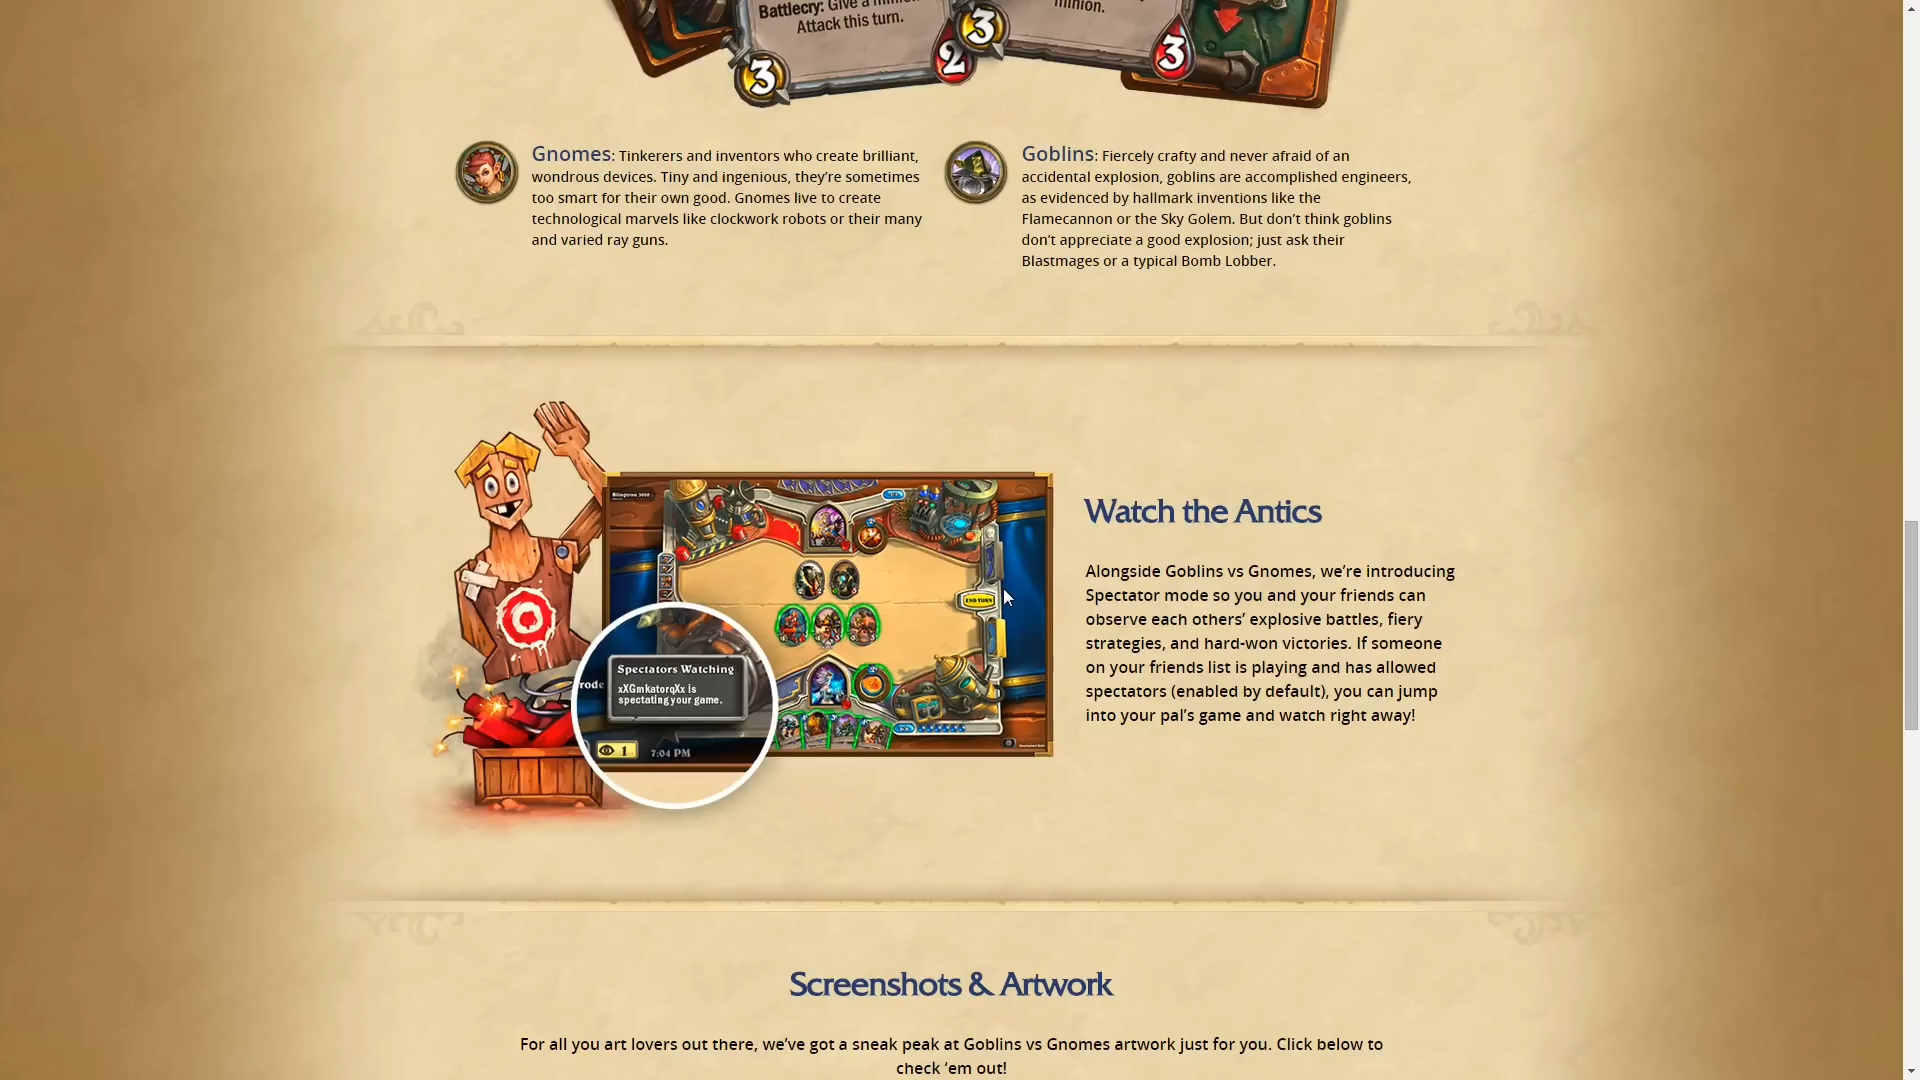 Battlecry: Give a
Attack this turn.
minion.
3
2
3
3
Gnomes: Tinkerers and inventors who create brilliant,
wondrous devices. Tiny and ingenious, they’re sometimes
too smart for their own good. Gnomes live to create
technological marvels like clockwork robots or their many
and varied ray guns.
Goblins: Fiercely crafty and never afraid of an
accidental explosion, goblins are accomplished engineers,
as evidenced by hallmark inventions like the
Flamecannon or the Sky Golem. But don’t think goblins
don’t appreciate a good explosion; just ask their
Blastmages or a typical Bomb Lobber.
Blingtron 3000
END TURN
Spectators Watching
xXGmkatorqXx is
spectating your game.
1
7:04 PM
Watch the Antics
Alongside Goblins vs Gnomes, we’re introducing
Spectator mode so you and your friends can
observe each others’ explosive battles, fiery
strategies, and hard-won victories. If someone
on your friends list is playing and has allowed
spectators (enabled by default), you can jump
into your pal’s game and watch right away!
Screenshots & Artwork
For all you art lovers out there, we’ve got a sneak peak at Goblins vs Gnomes artwork just for you. Click below to
check ‘em out!